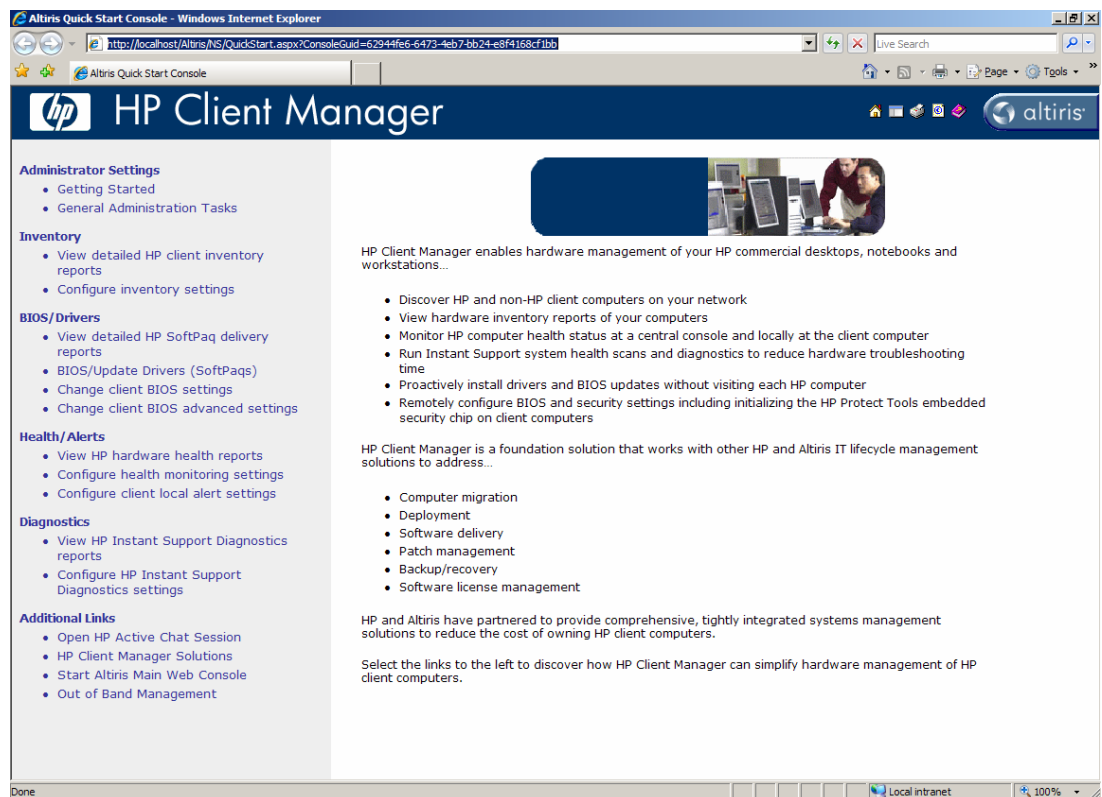 Altiris Quick Start Console - Windows Internet Explorer
http://localhost/Altiris/NS/QuickStart.aspx?ConsoleGuid=62944fe6-6473-4eb7-bb24-e8f4168cf1bb
Live Search
Altiris Quick Start Console
Page
Tools
»
hp
HP Client Manager
altiris
Administrator Settings
Getting Started
General Administration Tasks
Inventory
View detailed HP client inventory
reports
Configure inventory settings
BIOS/Drivers
View detailed HP SoftPaq delivery
reports
BIOS/Update Drivers (SoftPaqs)
Change client BIOS settings
Change client BIOS advanced settings
Health/Alerts
View HP hardware health reports
Configure health monitoring settings
Configure client local alert settings
Diagnostics
View HP Instant Support Diagnostics
reports
Configure HP Instant Support
Diagnostics settings
Additional Links
Open HP Active Chat Session
HP Client Manager Solutions
Start Altiris Main Web Console
Out of Band Management
HP Client Manager enables hardware management of your HP commercial desktops, notebooks and
workstations...
Discover HP and non-HP client computers on your network
View hardware inventory reports of your computers
Monitor HP computer health status at a central console and locally at the client computer
Run Instant Support system health scans and diagnostics to reduce hardware troubleshooting
time
Proactively install drivers and BIOS updates without visiting each HP computer
Remotely configure BIOS and security settings including initializing the HP Protect Tools embedded
security chip on client computers
HP Client Manager is a foundation solution that works with other HP and Altiris IT lifecycle management
solutions to address...
Computer migration
Deployment
Software delivery
Patch management
Backup/recovery
Software license management
HP and Altiris have partnered to provide comprehensive, tightly integrated systems management
solutions to reduce the cost of owning HP client computers.
Select the links to the left to discover how HP Client Manager can simplify hardware management of HP
client computers.
Done
Local intranet
100%